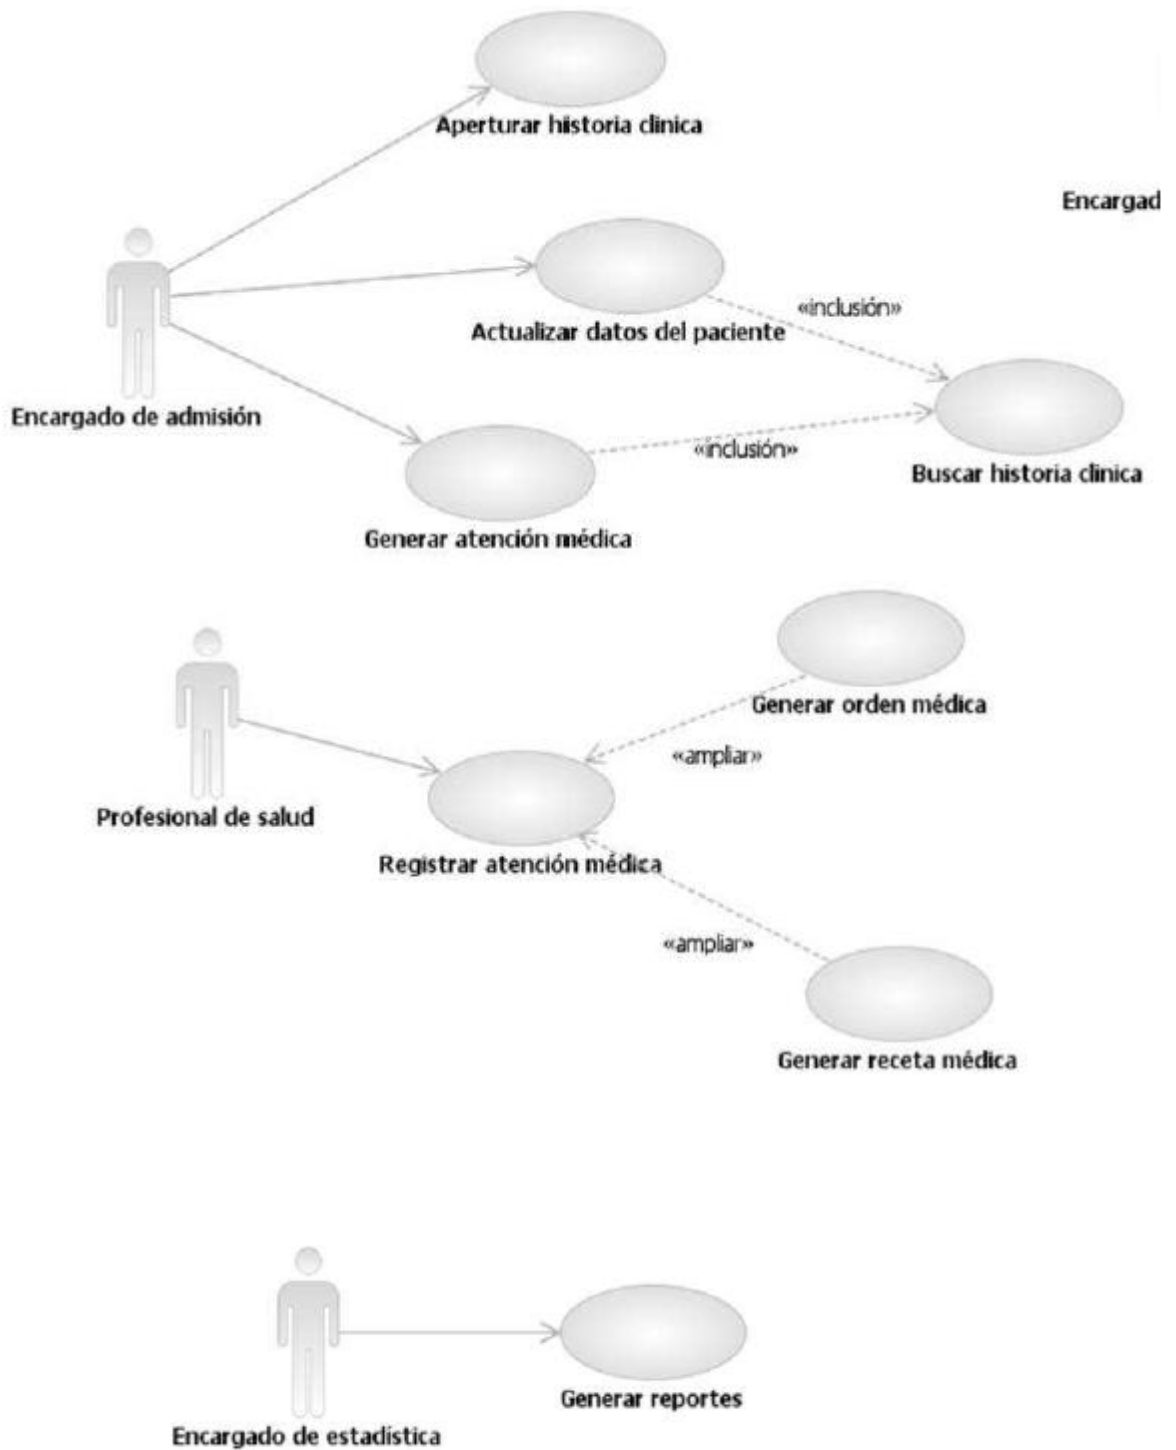 Aperturar historia clinica
Encargad
Actualizar datos del paciente
«inclusión»
Encargado de admisión
«inclusión»
Buscar historia clinica
Generar atención médica
Generar orden médica
«ampliar»
Profesional de salud
Registrar atención médica
«ampliar»
Generar receta médica
Generar reportes
Encargado de estadística